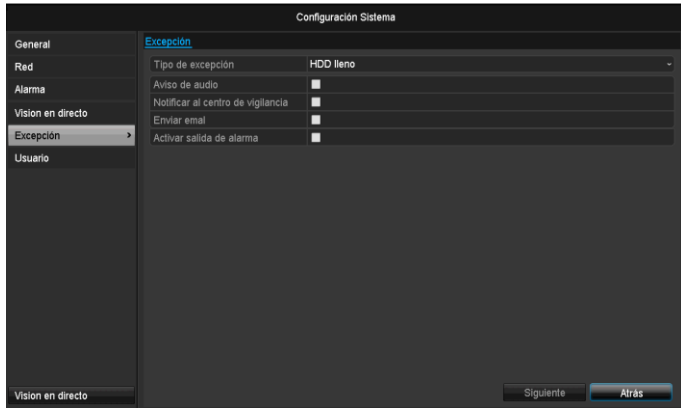 Configuración Sistema
General
Red
Alarma
Vision en directo
Excepción
Usuario
Vision en directo
Excepción
Tipo de excepción HDD lleno
Aviso de audio
Notificar al centro de vigilancia
Enviar emal
Activar salida de alarma
Siguiente Atrás